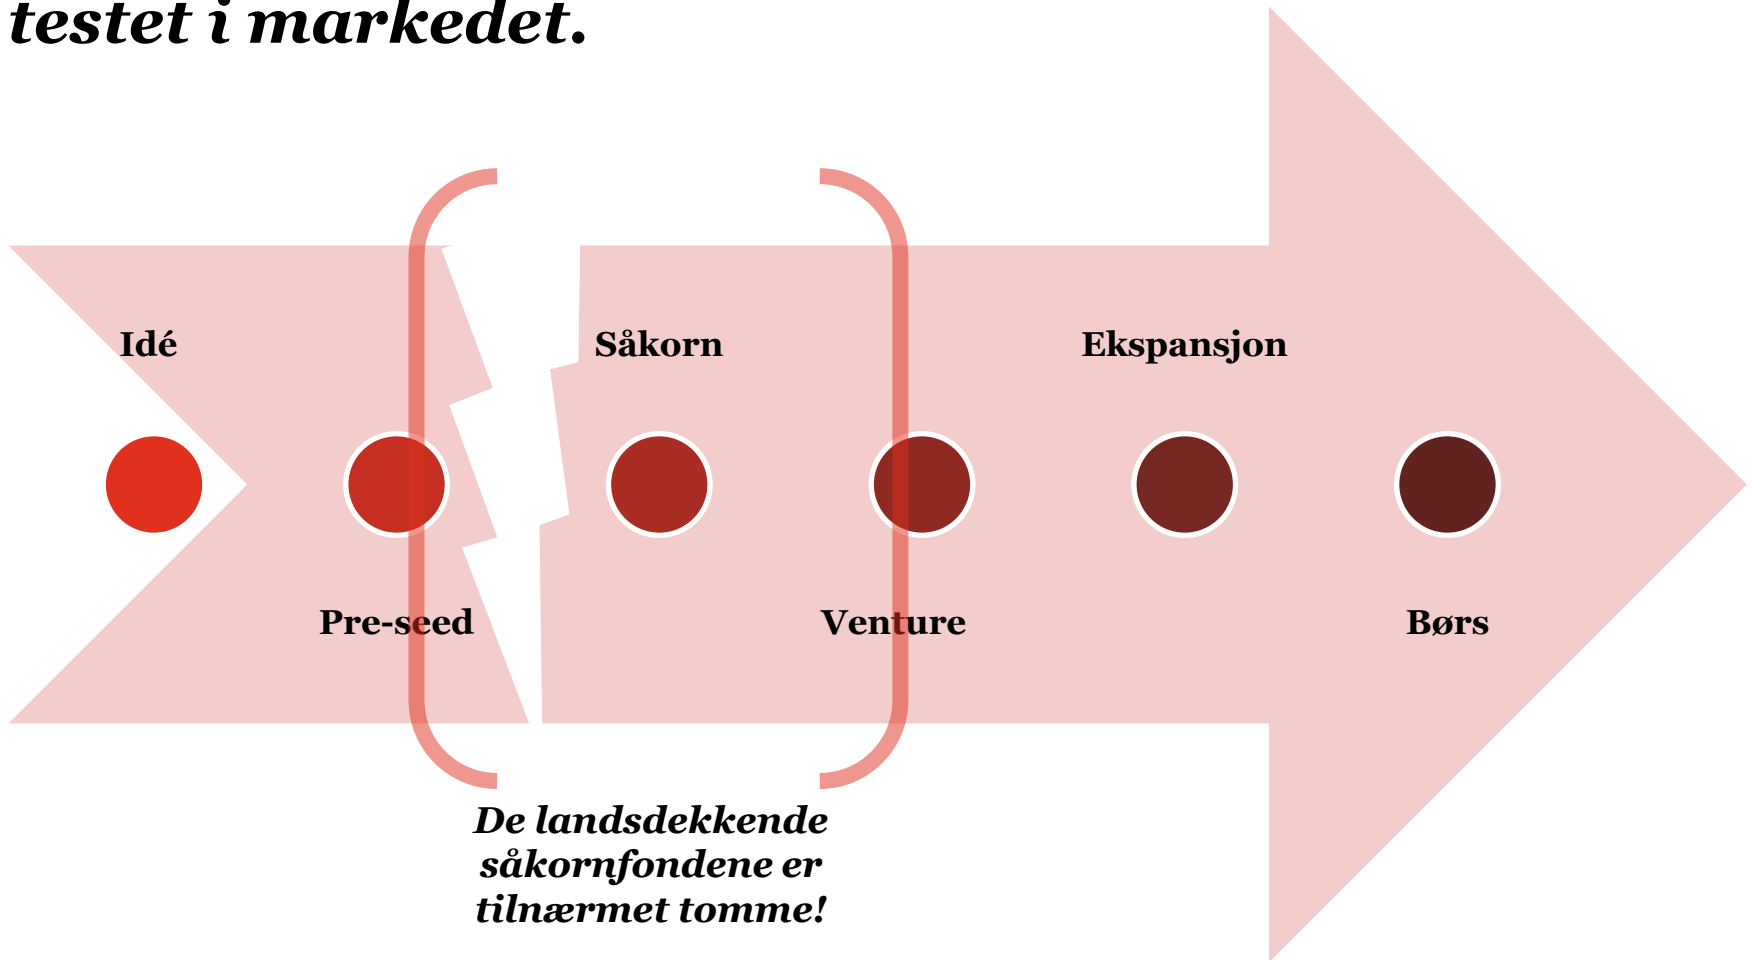 testet i markedet.
Idé
Såkorn
Ekspansjon
Pre-seed
Venture
Børs
De landsdekkende
såkornfondene er
tilnærmet tomme!